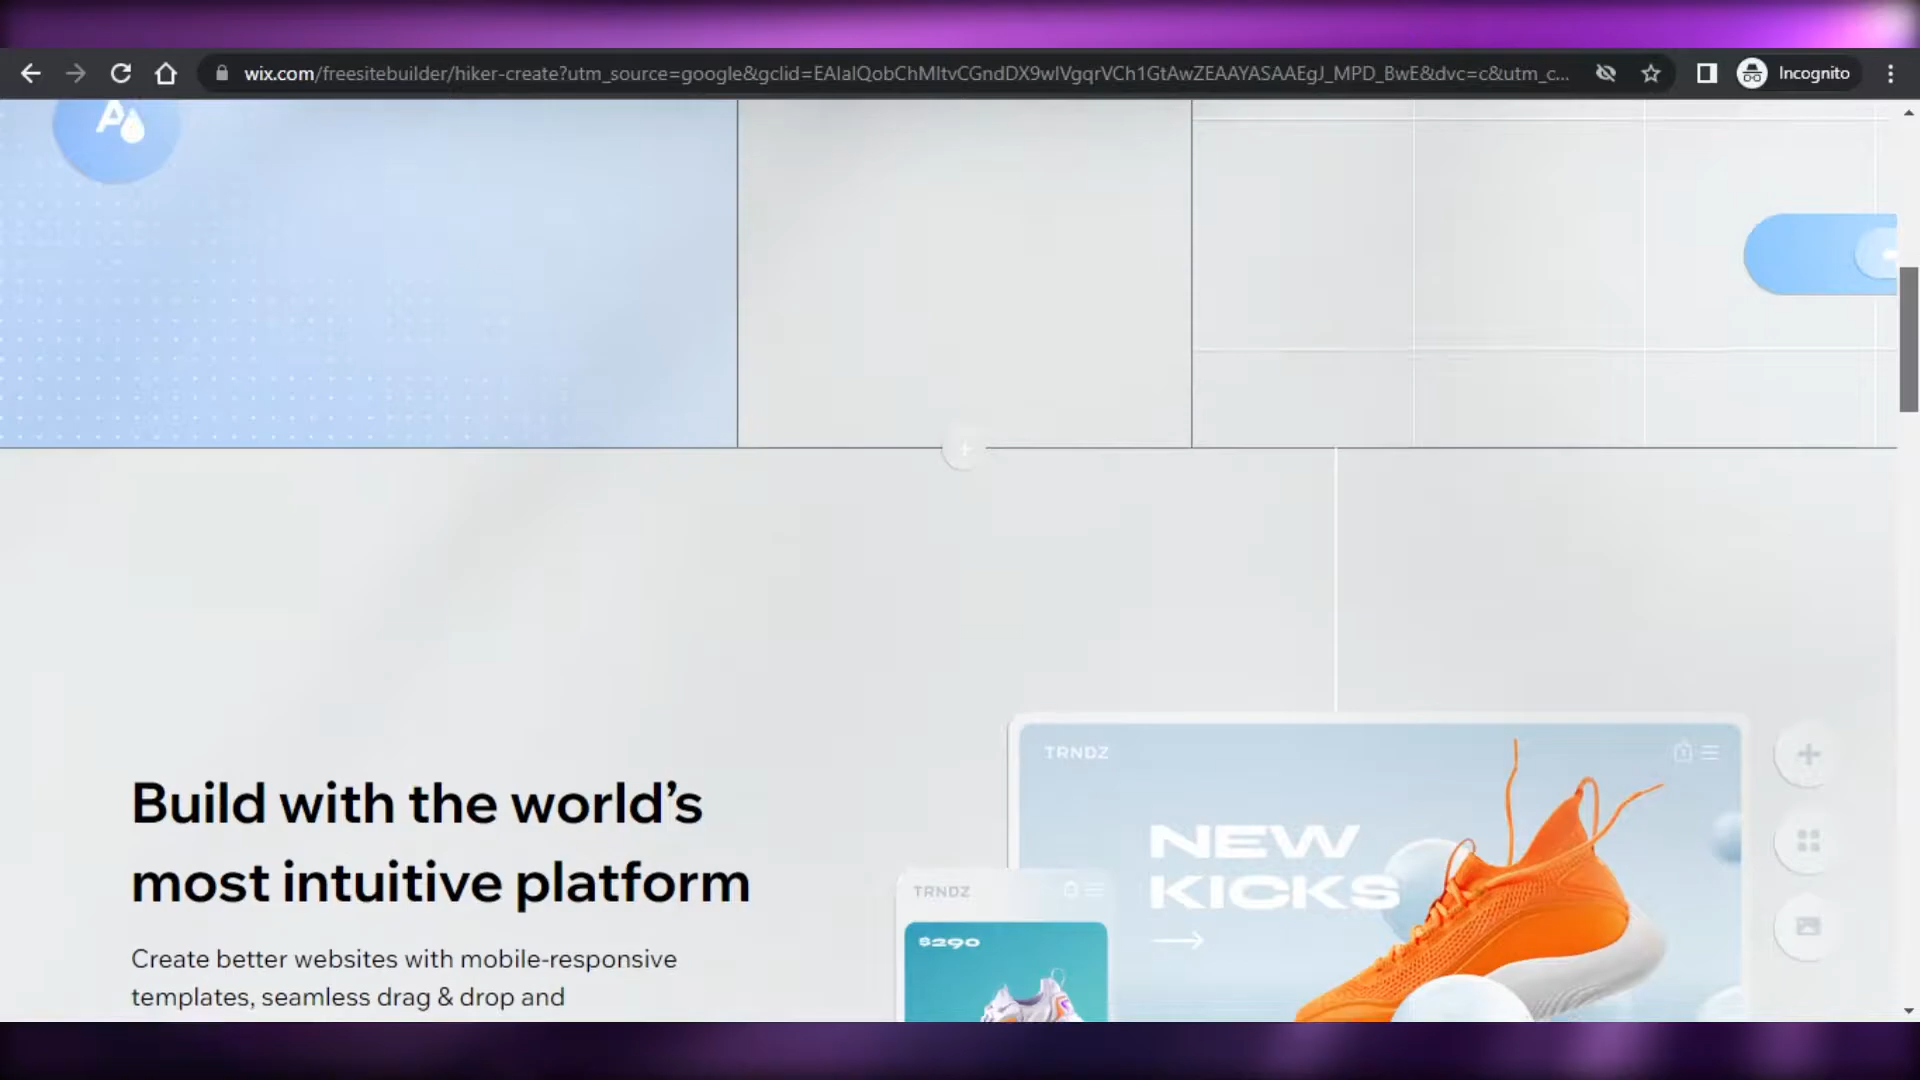 wix.com/freesitebuilder/hiker-create?utm_source=google&gclid=EAIaIQobChMItvCGndDX9wIVgqrVCh1GtAwZEAAYASAAEgJ_MPD_BwE&dvc=c&utm_c...
Incognito
A
TRNDZ
NEW
KICKS
Build with the world’s
most intuitive platform
TRNDZ
$290
Create better websites with mobile-responsive
templates, seamless drag & drop and